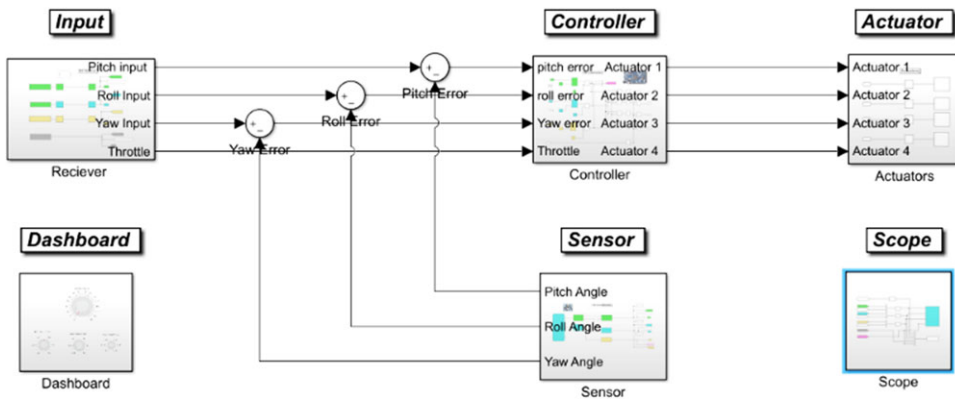 Input
Controller
Actuator
Pitch input
Roll Input
Yaw Input
Throttle
Reciever
+
-
Pitch Error
+
-
Roll Error
+
-
Yaw Error
pitch error
roll error
Yaw error
Throttle
Actuator 1
Actuator 2
Actuator 3
Actuator 4
Controller
Actuator 1
Actuator 2
Actuator 3
Actuator 4
Actuators
Dashboard
Sensor
Scope
Dashboard
Pitch Angle
Roll Angle
Yaw Angle
Sensor
Scope